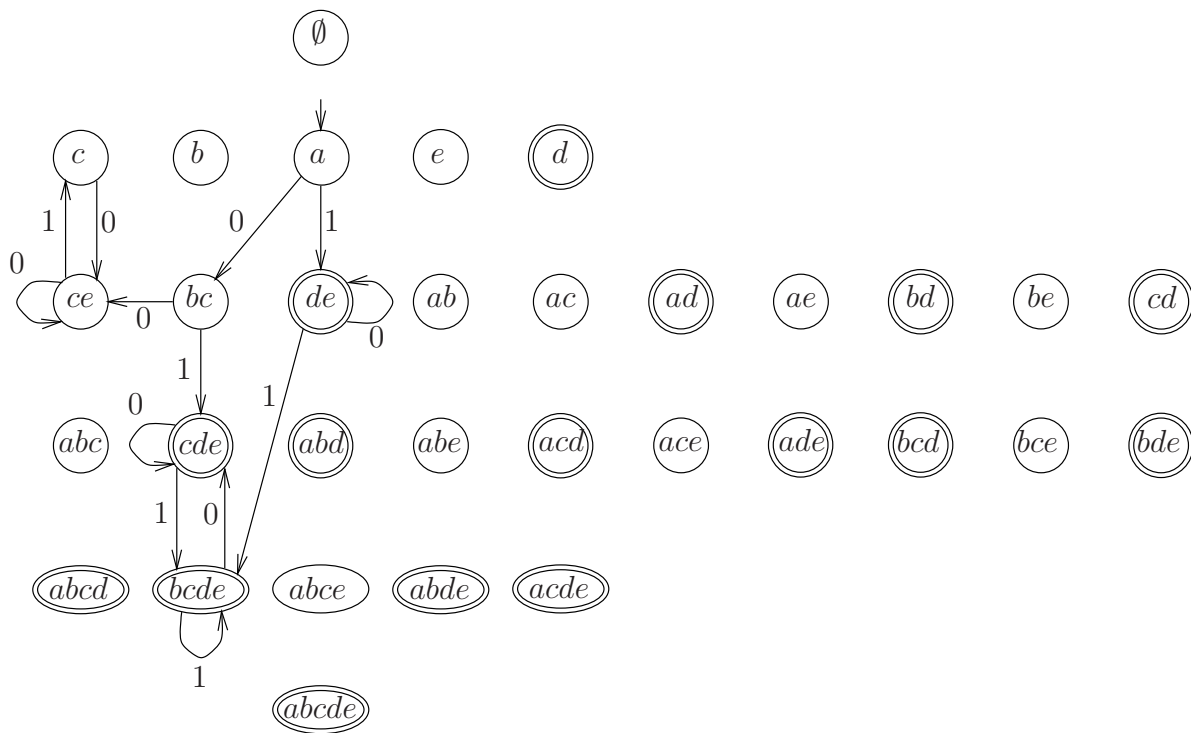 ∅
c b a e d
0 1
1 0
0
ce bc de ab ac ad ae bd be cd
0 0
1 1
0
abc cde abd abe acd ace ade bcd bce bde
1 0
abcd bcde abce abde acde
1
abcde